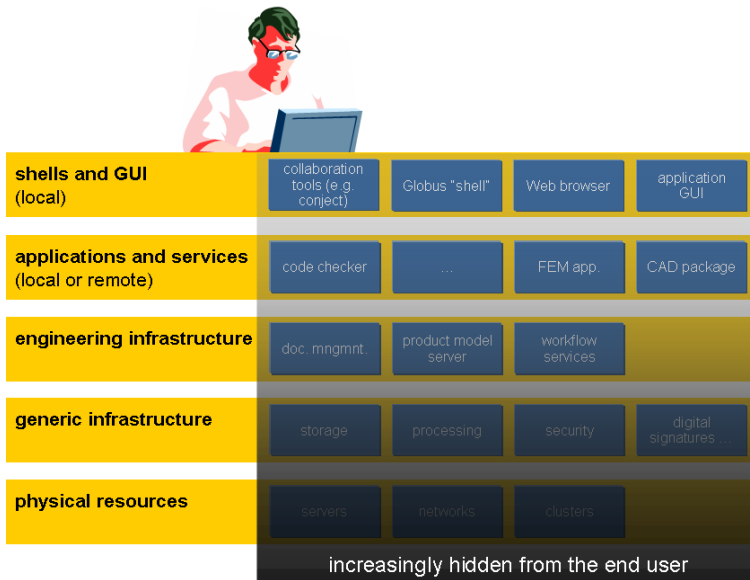 shells and GUI
(local)
collaboration
tools (e.g.
conject)
Globus "shell"
Web browser
application
GUI
applications and services
(local or remote)
code checker
...
FEM app.
CAD package
engineering infrastructure
doc. mngmnt.
product model
server
workflow
services
generic infrastructure
storage
processing
security
digital
signatures ...
physical resources
servers
networks
clusters
increasingly hidden from the end user